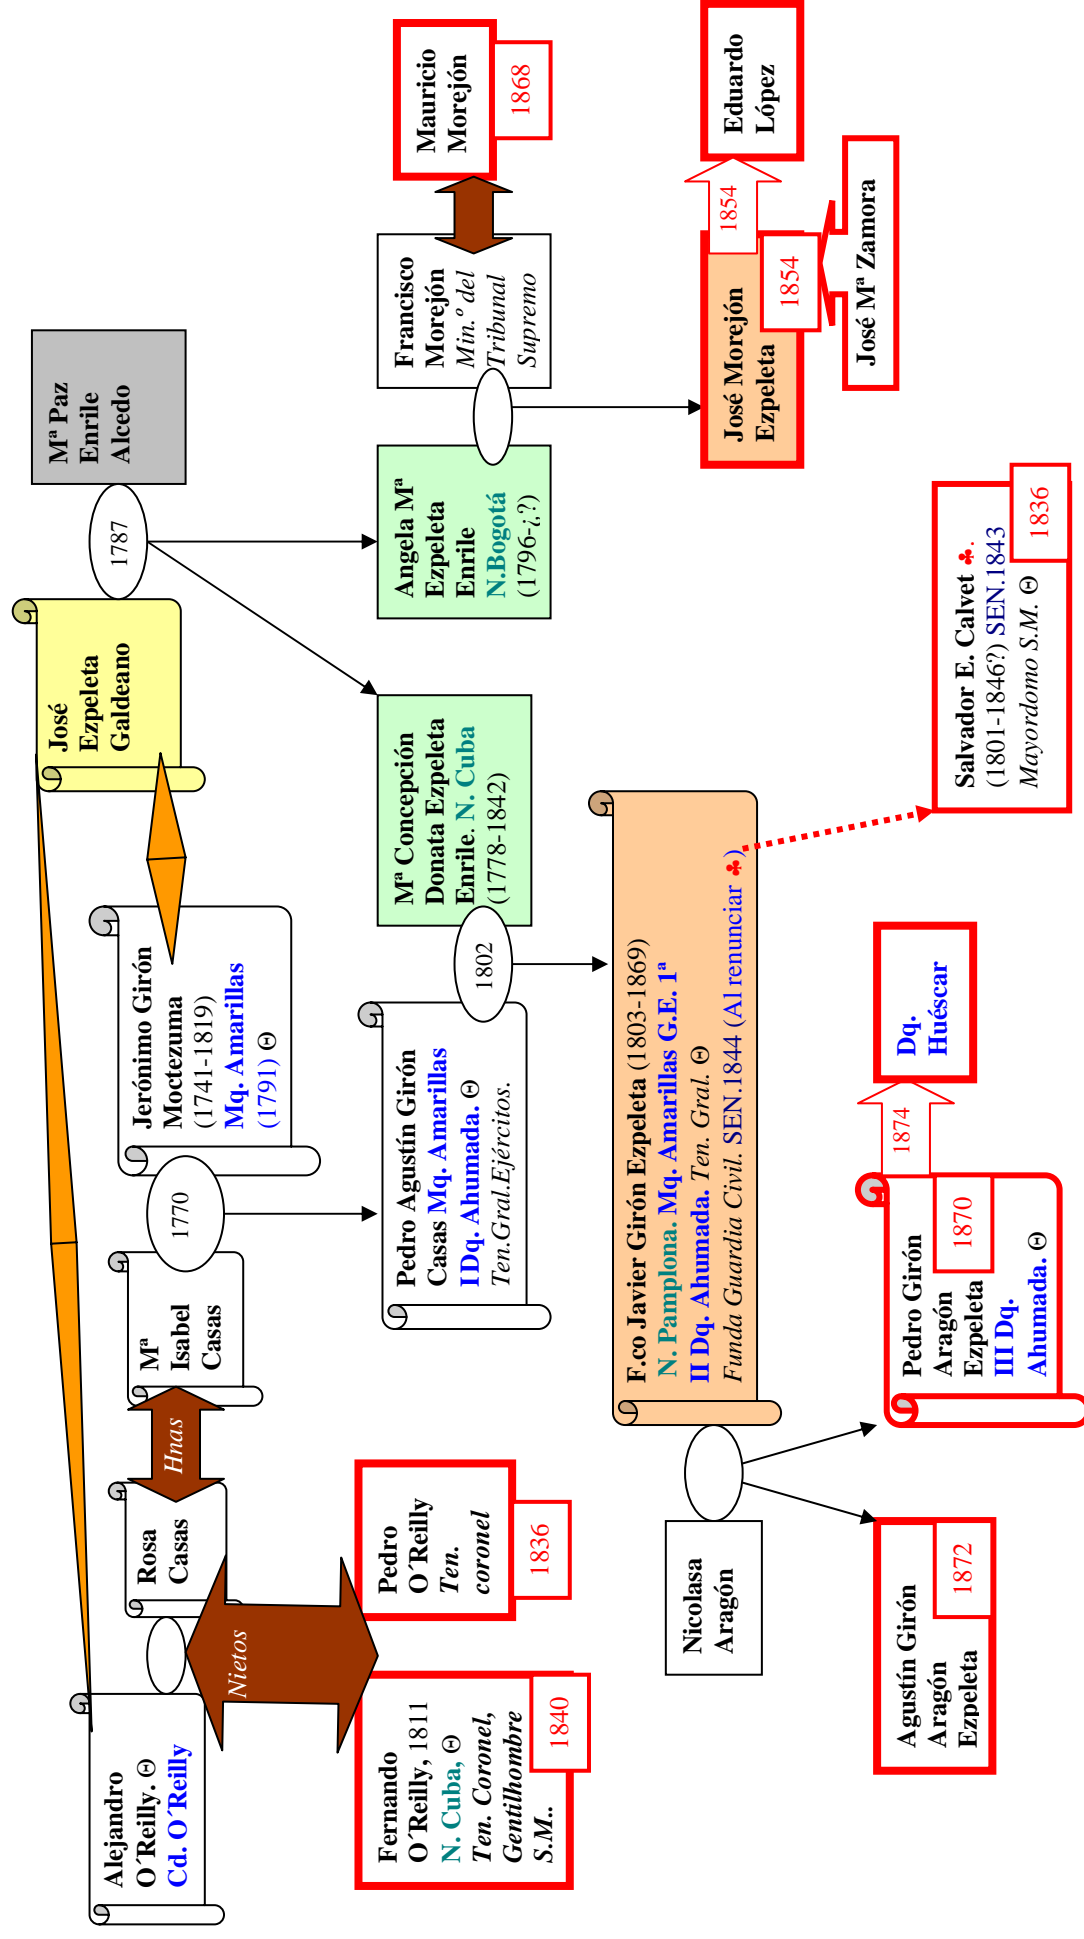 Alejandro
O´Reilly. Θ
Cd. O´Reilly
Rosa
Casas
Hnas
Mª
Isabel
Casas
1770
Jerónimo Girón
Moctezuma
(1741-1819)
Mq. Amarillas
(1791) Θ
José
Ezpeleta
Galdeano
1787
Mª Paz
Enrile
Alcedo
Nietos
Fernando
O´Reilly, 1811
N. Cuba, Θ
Ten. Coronel,
Gentilhombre
S.M..
1840
Pedro
O´Reilly
Ten.
coronel
1836
Pedro Agustín Girón
Casas Mq. Amarillas
I Dq. Ahumada. Θ
Ten.Gral.Ejércitos.
1802
Mª Concepción
Donata Ezpeleta
Enrile. N. Cuba
(1778-1842)
Angela Mª
Ezpeleta
Enrile
N.Bogotá
(1796-¿?)
Francisco
Morejón
Min.º del
Tribunal
Supremo
Mauricio
Morejón
1868
Nicolasa
Aragón
F.co Javier Girón Ezpeleta (1803-1869)
N. Pamplona. Mq. Amarillas G.E. 1ª
II Dq. Ahumada. Ten. Gral. Θ
Funda Guardia Civil. SEN.1844 (Al renunciar ♣)
José Morejón
Ezpeleta
1854
1854
Eduardo
López
José Mª Zamora
Agustín Girón
Aragón
Ezpeleta
1872
Pedro Girón
Aragón
Ezpeleta
III Dq.
Ahumada. Θ
1870
1874
Dq.
Huéscar
Salvador E. Calvet ♣.
(1801-1846?) SEN.1843
Mayordomo S.M. Θ
1836